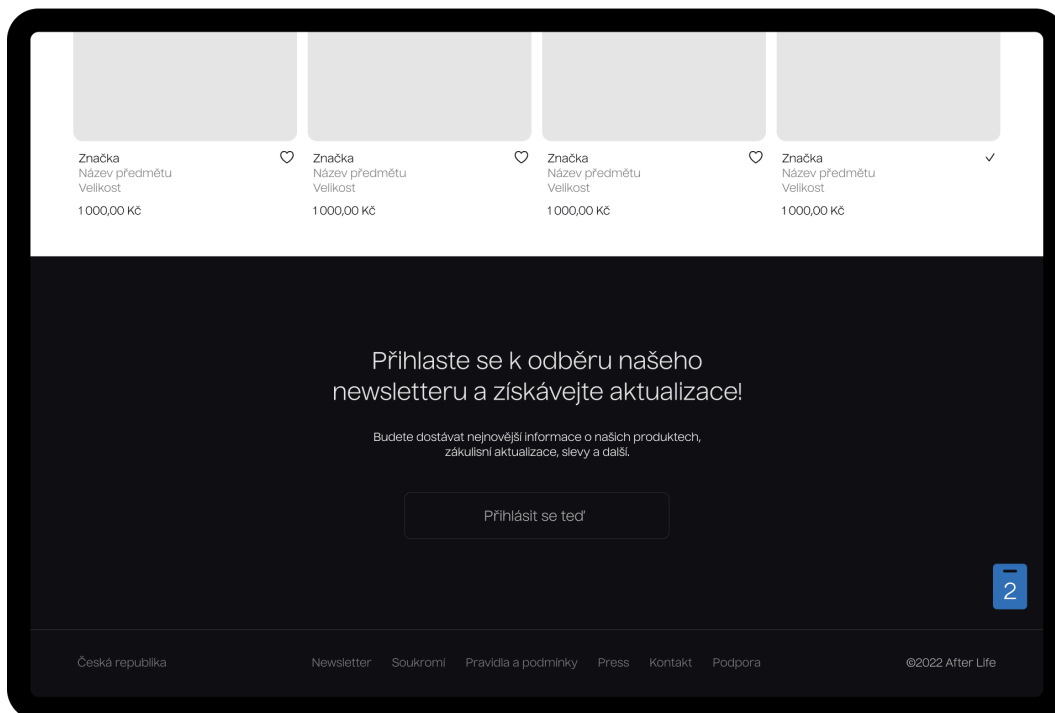 Značka
Název předmětu
Velikost
1 000,00 Kč
Značka
Název předmětu
Velikost
1 000,00 Kč
Značka
Název předmětu
Velikost
1 000,00 Kč
Značka
Název předmětu
Velikost
1 000,00 Kč
Přihlaste se k odběru našeho
newsletteru a získávejte aktualizace!
Budete dostávat nejnovější informace o našich produktech,
zákulisní aktualizace, slevy a další.
Přihlásit se teď
2
Česká republika
Newsletter Soukromí Pravidla a podmínky Press Kontakt Podpora
©2022 After Life